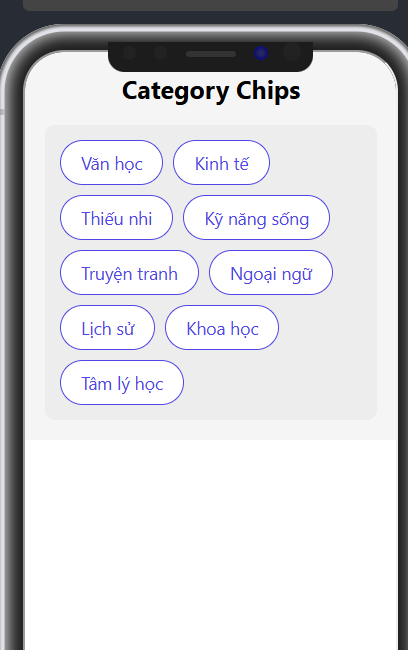 Category Chips
Văn học Kinh tế
Thiếu nhi Kỹ năng sống
Truyện tranh Ngoại ngữ
Lịch sử Khoa học
Tâm lý học